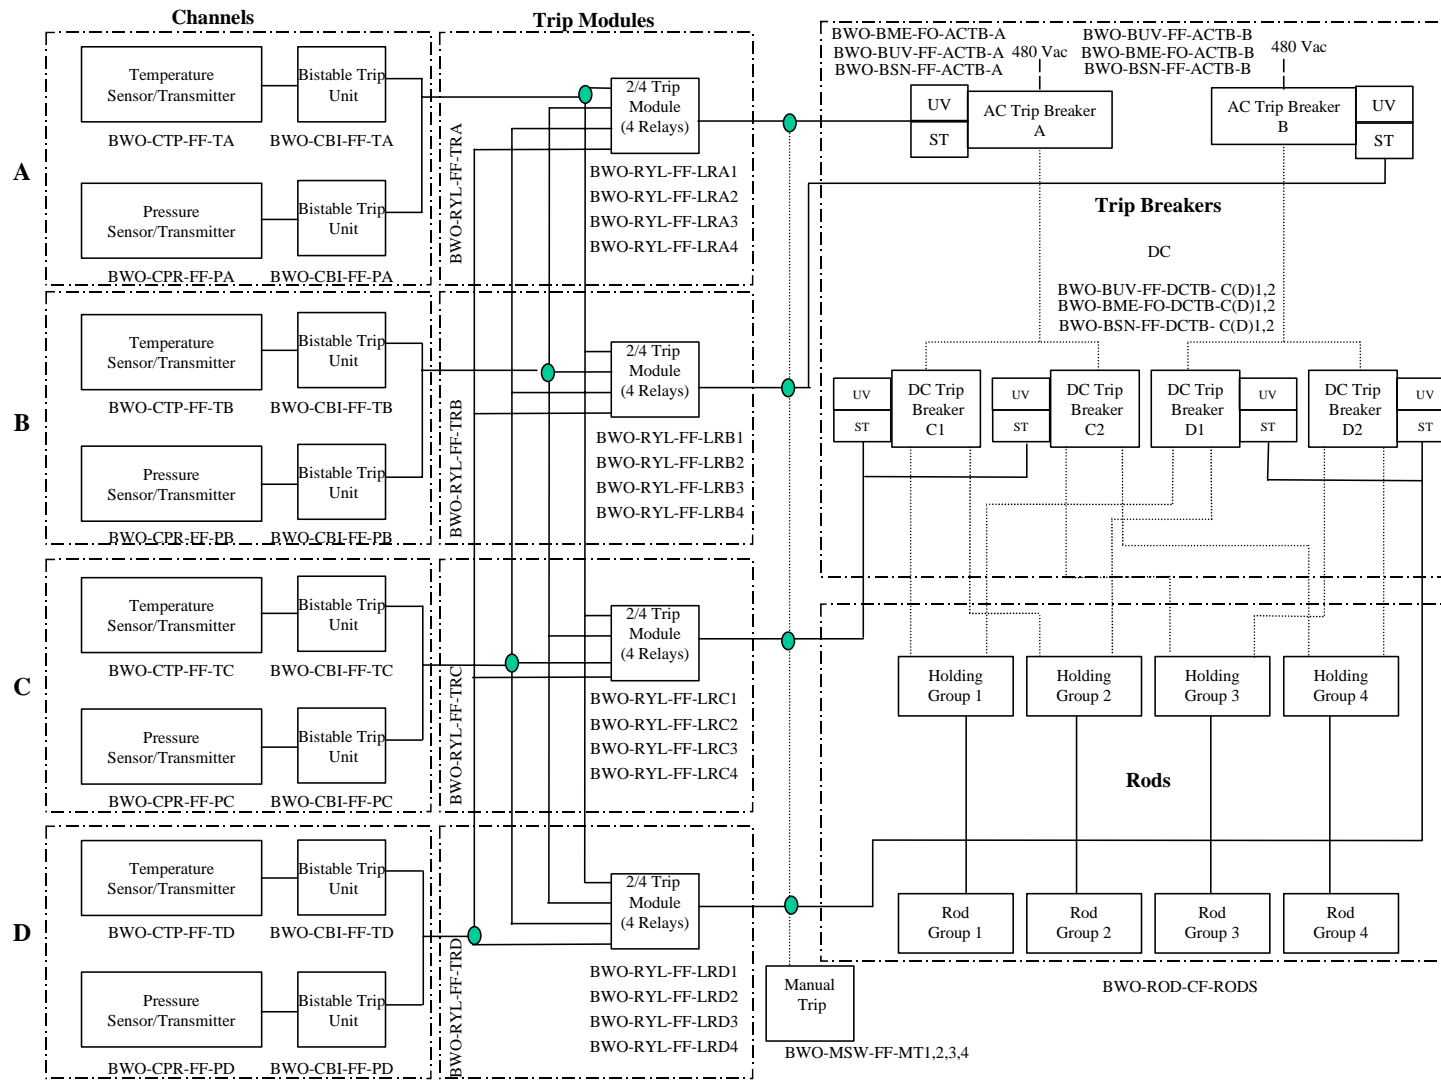 Channels
Trip Modules
A
Temperature
Sensor/Transmitter
Bistable Trip
Unit
BWO-CTP-FF-TA
BWO-CBI-FF-TA
Pressure
Sensor/Transmitter
Bistable Trip
Unit
BWO-CPR-FF-PA
BWO-CBI-FF-PA
BWO-RYL-FF-TRA
2/4 Trip
Module
(4 Relays)
BWO-RYL-FF-LRA1
BWO-RYL-FF-LRA2
BWO-RYL-FF-LRA3
BWO-RYL-FF-LRA4
B
Temperature
Sensor/Transmitter
Bistable Trip
Unit
BWO-CTP-FF-TB
BWO-CBI-FF-TB
Pressure
Sensor/Transmitter
Bistable Trip
Unit
BWO-CPR-FF-PB
BWO-CBI-FF-PB
BWO-RYL-FF-TRB
2/4 Trip
Module
(4 Relays)
BWO-RYL-FF-LRB1
BWO-RYL-FF-LRB2
BWO-RYL-FF-LRB3
BWO-RYL-FF-LRB4
C
Temperature
Sensor/Transmitter
Bistable Trip
Unit
BWO-CTP-FF-TC
BWO-CBI-FF-TC
Pressure
Sensor/Transmitter
Bistable Trip
Unit
BWO-CPR-FF-PC
BWO-CBI-FF-PC
BWO-RYL-FF-TRC
2/4 Trip
Module
(4 Relays)
BWO-RYL-FF-LRC1
BWO-RYL-FF-LRC2
BWO-RYL-FF-LRC3
BWO-RYL-FF-LRC4
D
Temperature
Sensor/Transmitter
Bistable Trip
Unit
BWO-CTP-FF-TD
BWO-CBI-FF-TD
Pressure
Sensor/Transmitter
Bistable Trip
Unit
BWO-CPR-FF-PD
BWO-CBI-FF-PD
BWO-RYL-FF-TRD
2/4 Trip
Module
(4 Relays)
BWO-RYL-FF-LRD1
BWO-RYL-FF-LRD2
BWO-RYL-FF-LRD3
BWO-RYL-FF-LRD4
Manual
Trip
BWO-MSW-FF-MT1,2,3,4
BWO-BME-FO-ACTB-A
BWO-BUV-FF-ACTB-A
BWO-BSN-FF-ACTB-A
480 Vac
BWO-BUV-FF-ACTB-B
BWO-BME-FO-ACTB-B
BWO-BSN-FF-ACTB-B
480 Vac
UV
ST
AC Trip Breaker
A
AC Trip Breaker
B
UV
ST
Trip Breakers
DC
BWO-BUV-FF-DCTB- C(D)1,2
BWO-BME-FO-DCTB-C(D)1,2
BWO-BSN-FF-DCTB- C(D)1,2
UV
ST
DC Trip
Breaker
C1
UV
ST
DC Trip
Breaker
C2
DC Trip
Breaker
D1
UV
ST
DC Trip
Breaker
D2
UV
ST
Holding
Group 1
Holding
Group 2
Holding
Group 3
Holding
Group 4
Rods
Rod
Group 1
Rod
Group 2
Rod
Group 3
Rod
Group 4
BWO-ROD-CF-RODS